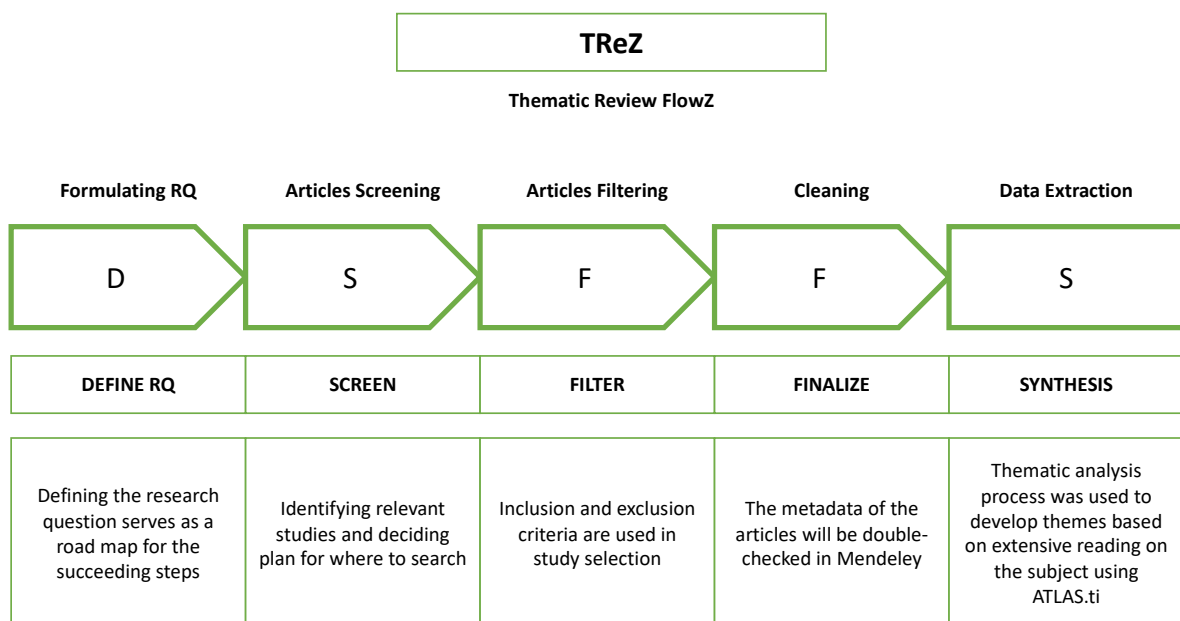 TReZ
Thematic Review FlowZ
Formulating RQ
Articles Screening
Articles Filtering
Cleaning
Data Extraction
D
S
F
F
S
DEFINE RQ
SCREEN
FILTER
FINALIZE
SYNTHESIS
Defining the research
question serves as a
road map for the
succeeding steps
Identifying relevant
studies and deciding
plan for where to search
Inclusion and exclusion
criteria are used in
study selection
The metadata of the
articles will be double-
checked in Mendeley
Thematic analysis
process was used to
develop themes based
on extensive reading on
the subject using
ATLAS.ti